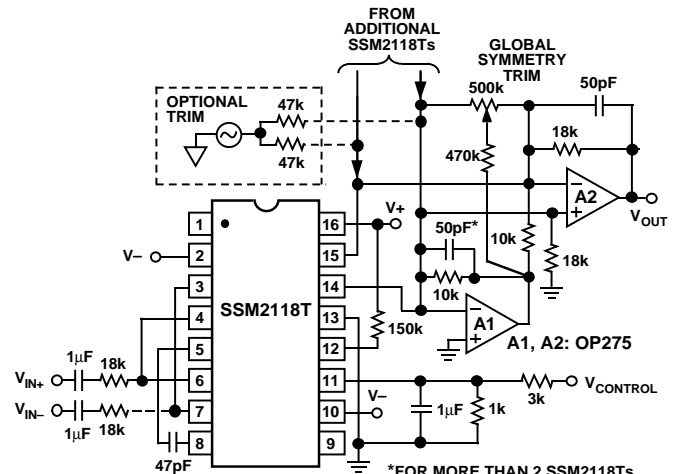 FROM
ADDITIONAL
SSM2118Ts
GLOBAL
SYMMETRY
TRIM
OPTIONAL
TRIM
47k
47k
500k
50pF
470k
18k
A2
VOUT
V+
50pF*
10k
18k
10k
A1
A1, A2: OP275
V–
1
2
3
4
5
6
7
8
SSM2118T
16
15
14
13
12
11
10
9
150k
VIN+
1μF
18k
VIN–
1μF
18k
47pF
V–
1μF
1k
3k
VCONTROL
*FOR MORE THAN 2 SSM2118Ts